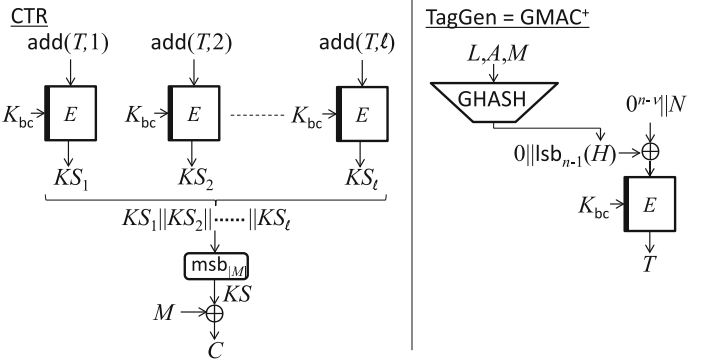 CTR
add(T,1) add(T,2) add(T,ℓ)
K_bc E K_bc E K_bc E
KS_1 KS_2 KS_ℓ
KS_1||KS_2||······||KS_ℓ
msb_|M|
KS
M
C
TagGen = GMAC⁺
L,A,M
GHASH
0^{n-ν}||N
0||lsb_{n-1}(H)
K_bc E
T